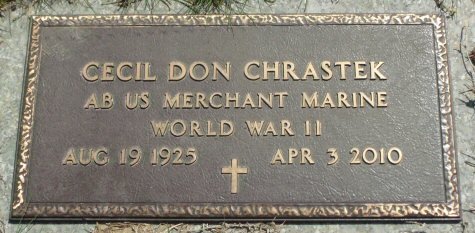 CECIL DON CHRASTEK
AB US MERCHANT MARINE
WORLD WAR II
AUG 19 1925 APR 3 2010